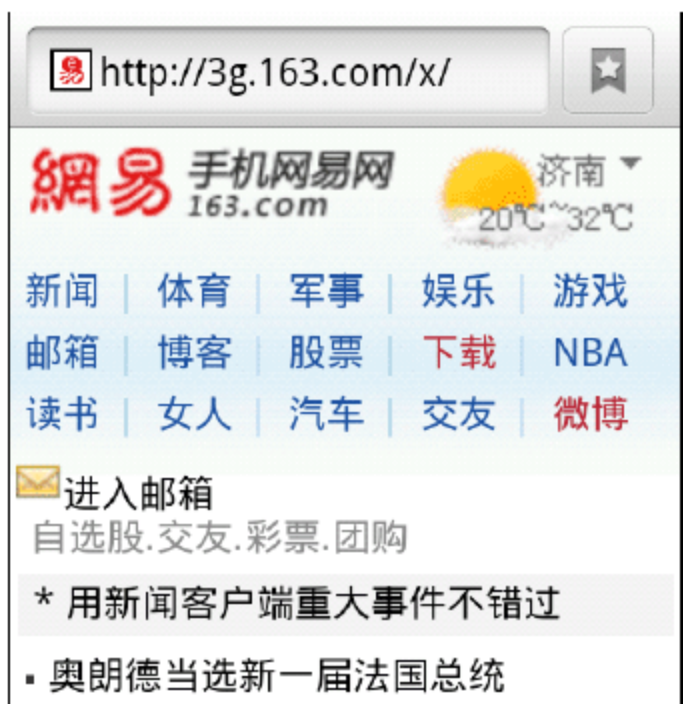 http://3g.163.com/x/
網易 手机网易网 163.com 济南
20℃~32℃
新闻 体育 军事 娱乐 游戏
邮箱 博客 股票 下载 NBA
读书 女人 汽车 交友 微博
进入邮箱
自选股.交友.彩票.团购
* 用新闻客户端重大事件不错过
▪ 奥朗德当选新一届法国总统